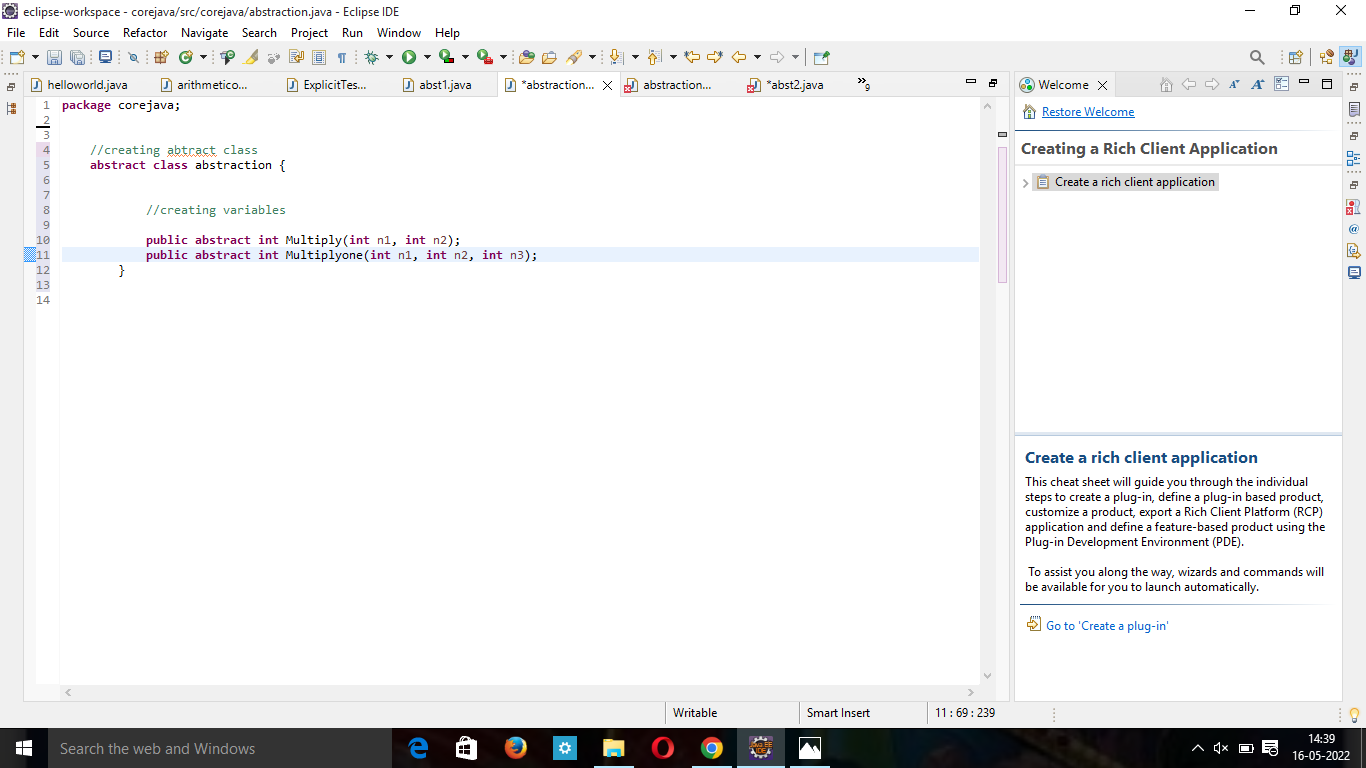 eclipse-workspace - corejava/src/corejava/abstraction.java - Eclipse IDE
File Edit Source Refactor Navigate Search Project Run Window Help
helloworld.java arithmetico... ExplicitTes... abst1.java *abstraction... abstraction... *abst2.java »9
Welcome
1 package corejava;
2
3
4 //creating abtract class
5 abstract class abstraction {
6
7
8 //creating variables
9
10 public abstract int Multiply(int n1, int n2);
11 public abstract int Multiplyone(int n1, int n2, int n3);
12 }
13
14
Restore Welcome
Creating a Rich Client Application
Create a rich client application
Create a rich client application
This cheat sheet will guide you through the individual
steps to create a plug-in, define a plug-in based product,
customize a product, export a Rich Client Platform (RCP)
application and define a feature-based product using the
Plug-in Development Environment (PDE).
To assist you along the way, wizards and commands will
be available for you to launch automatically.
Go to 'Create a plug-in'
Writable Smart Insert 11 : 69 : 239
Search the web and Windows
14:39
16-05-2022